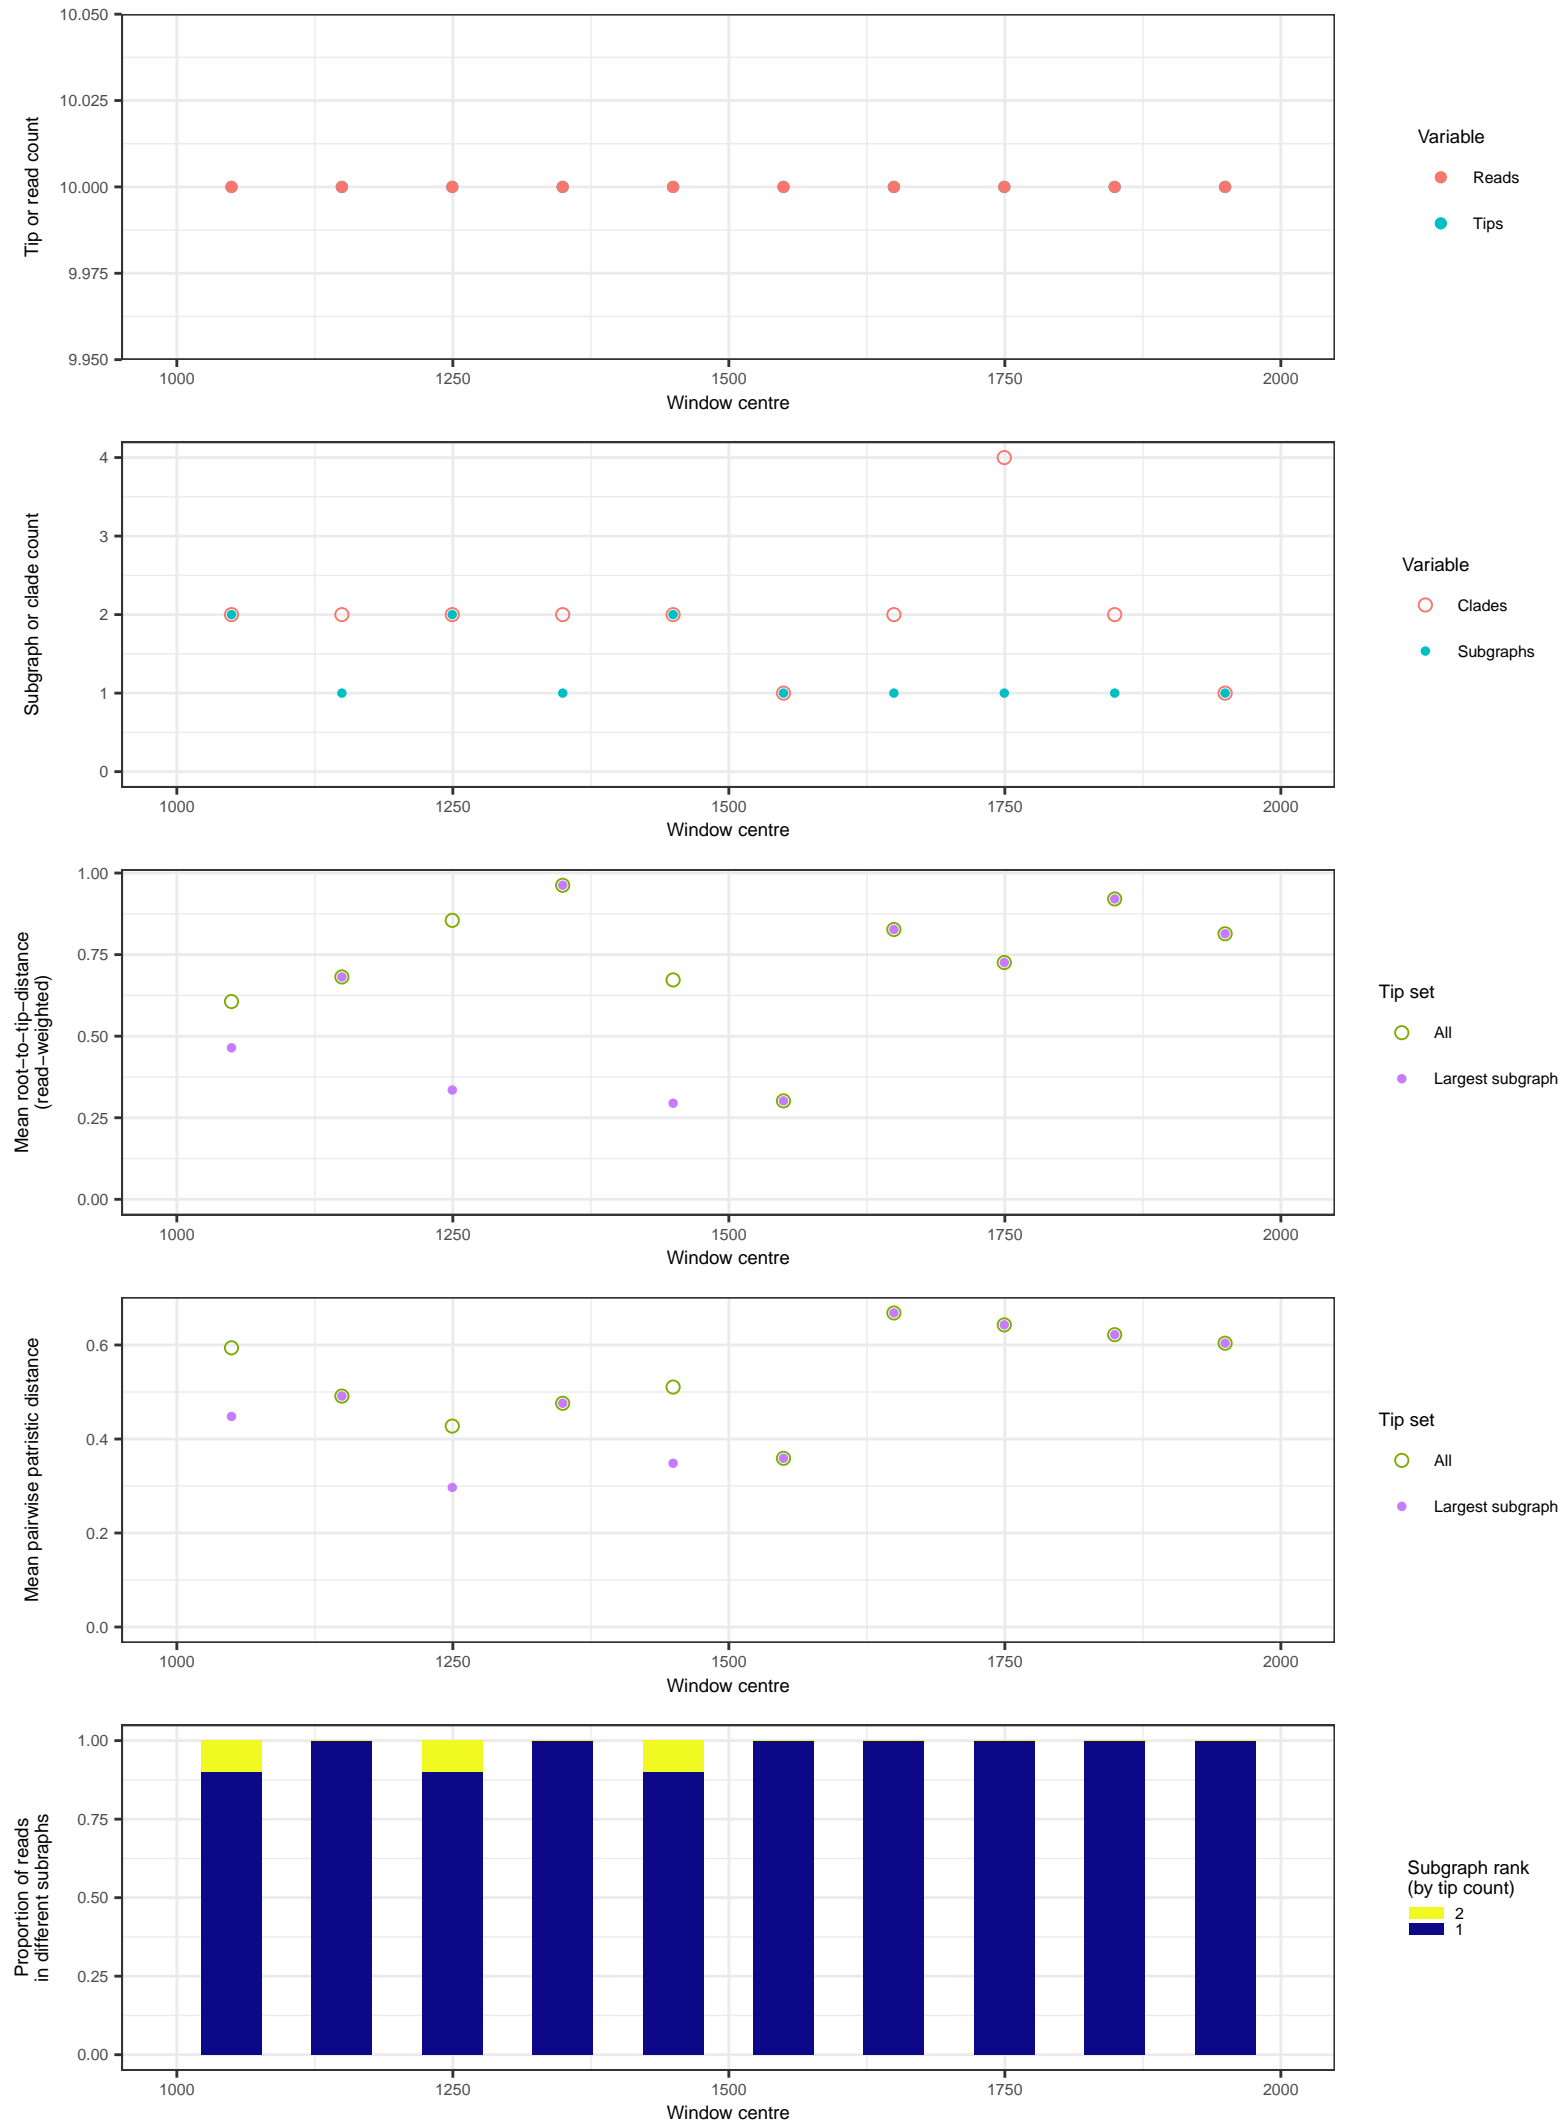 10.050
10.025
10.000
9.975
9.950
Tip or read count
1000 1250 1500 1750 2000
Window centre
Variable
Reads
Tips
4
3
2
1
0
Subgraph or clade count
1000 1250 1500 1750 2000
Window centre
Variable
Clades
Subgraphs
1.00
0.75
0.50
0.25
0.00
Mean root−to−tip−distance
(read−weighted)
1000 1250 1500 1750 2000
Window centre
Tip set
All
Largest subgraph
0.6
0.4
0.2
0.0
Mean pairwise patristic distance
1000 1250 1500 1750 2000
Window centre
Tip set
All
Largest subgraph
1.00
0.75
0.50
0.25
0.00
Proportion of reads
in different subraphs
1000 1250 1500 1750 2000
Window centre
Subgraph rank
(by tip count)
2
1